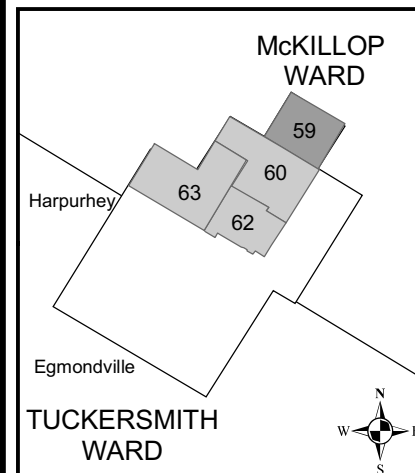 McKILLOP
WARD
59
60
63
Harpurhey
62
Egmondville
N
TUCKERSMITH
WARD
W
E
S